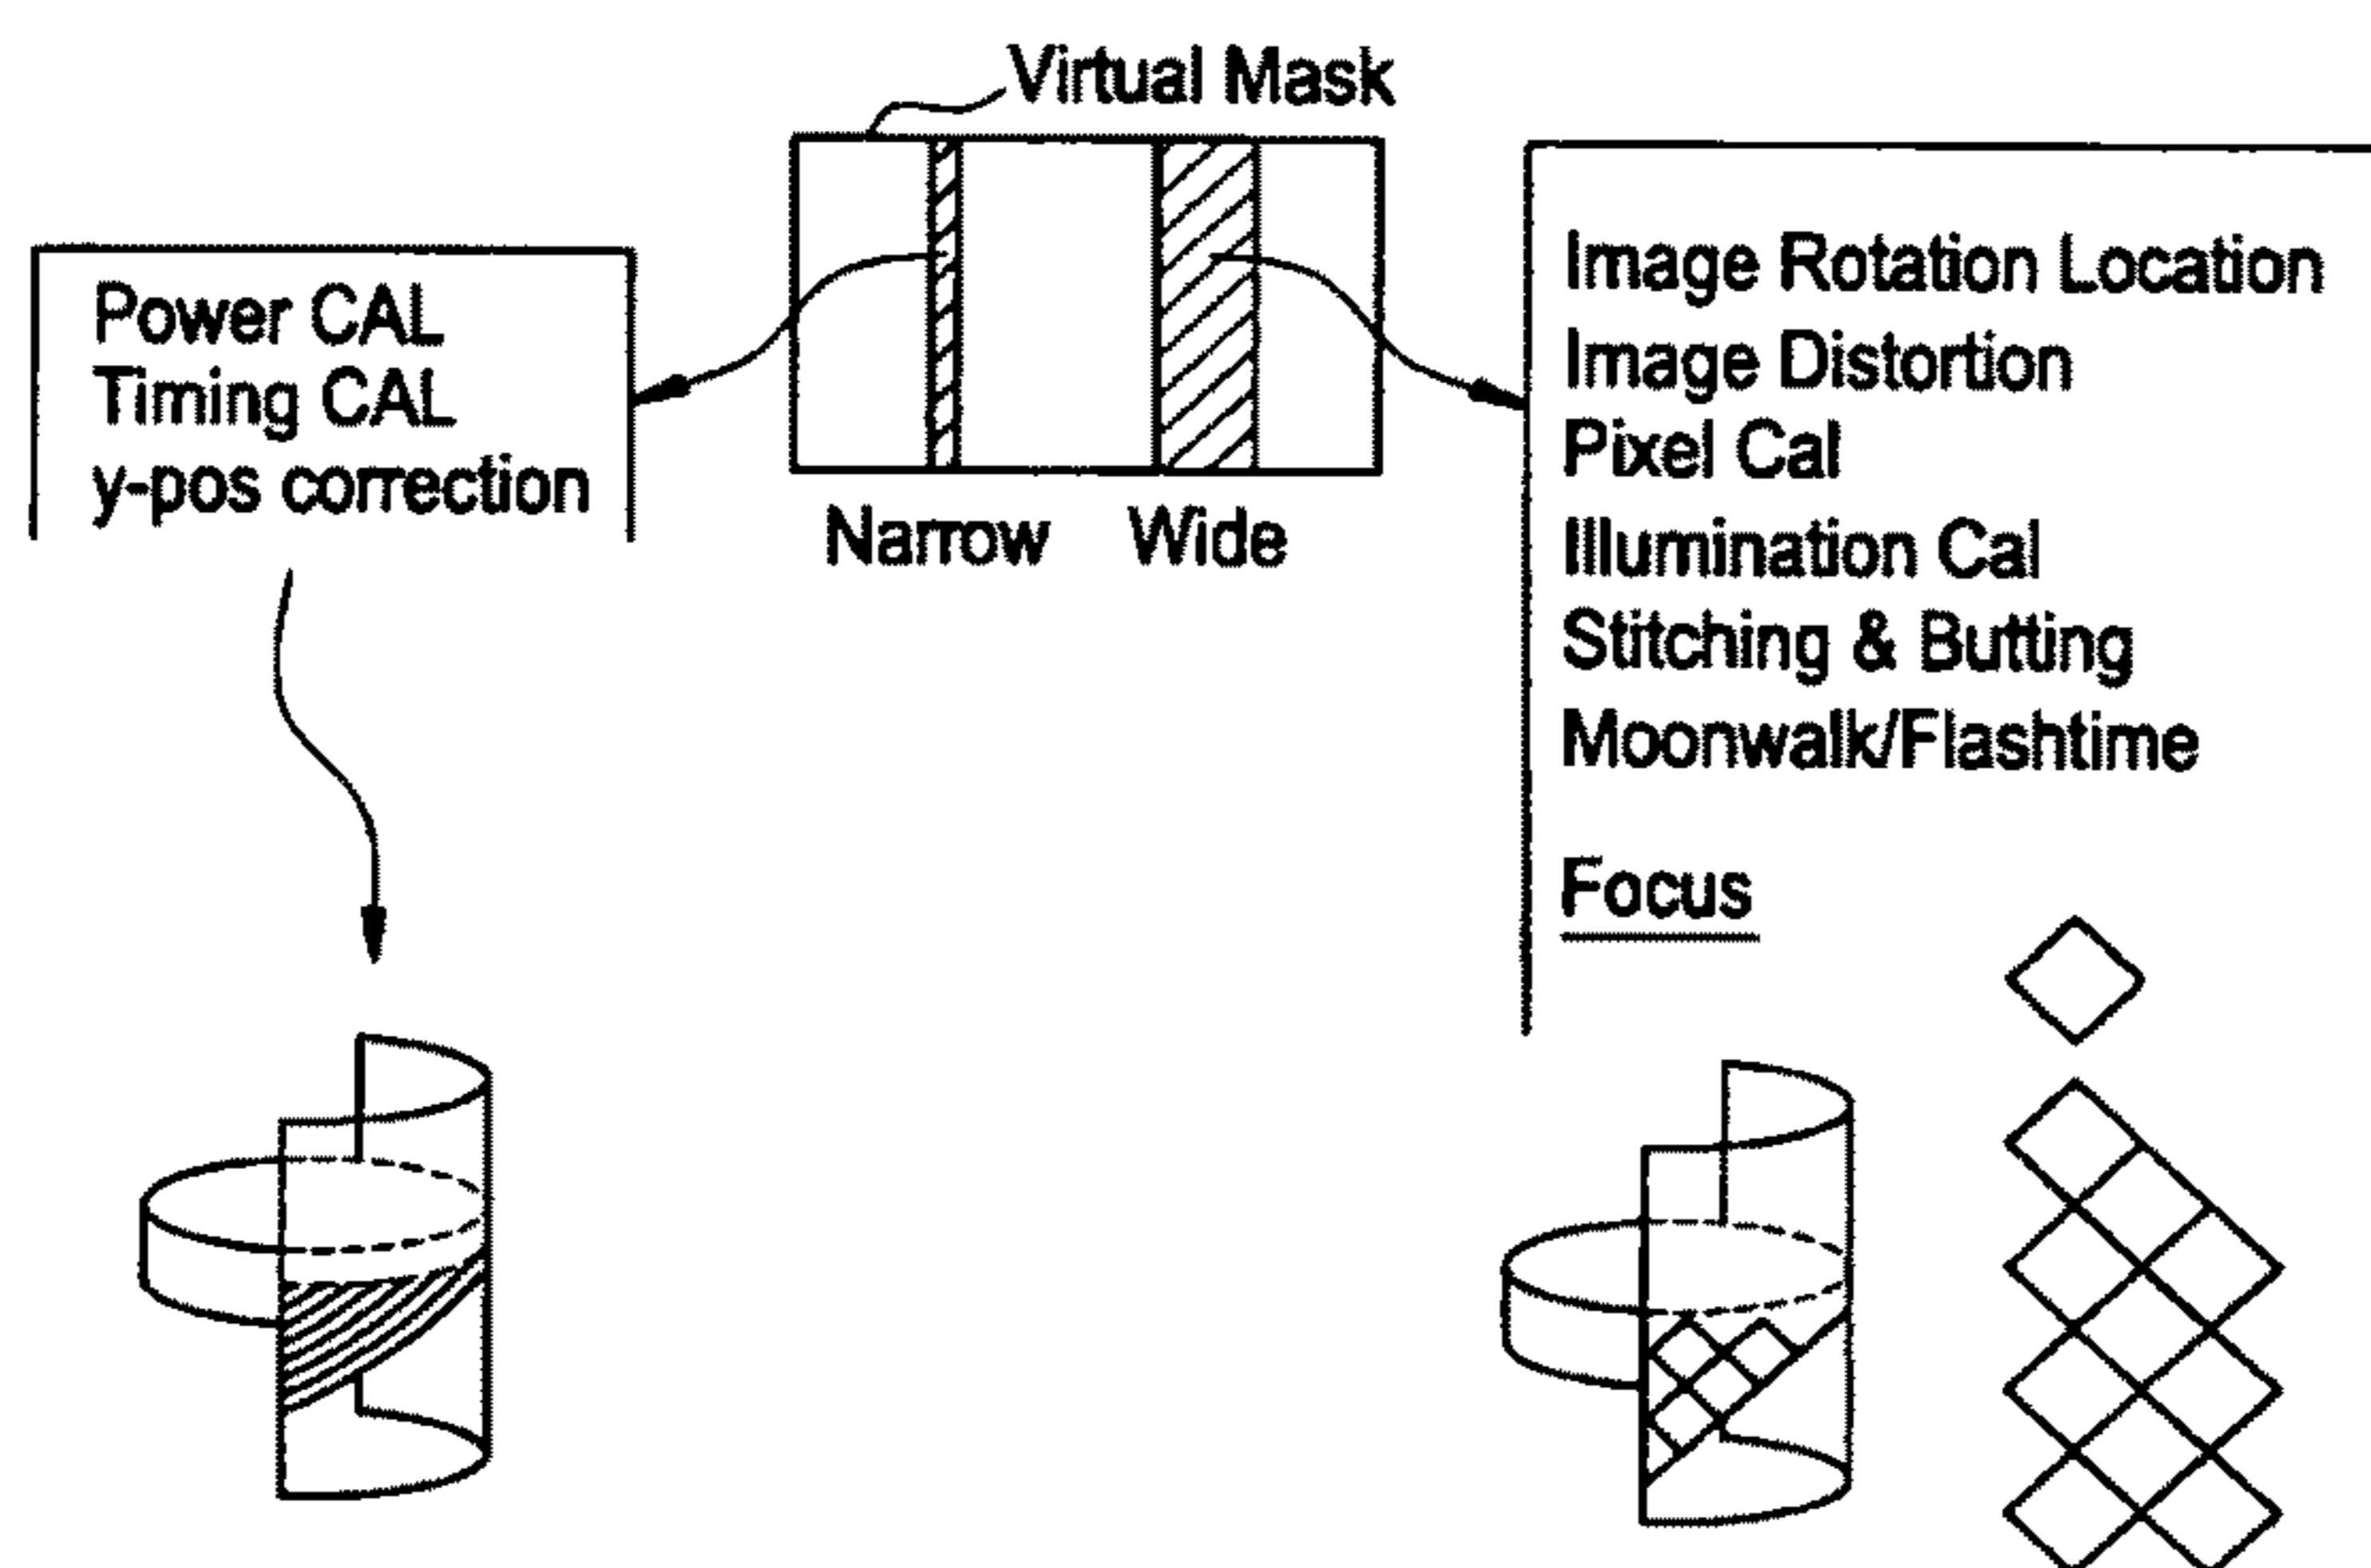 Virtual Mask
Power CAL
Timing CAL
y-pos correction
Narrow
Wide
Image Rotation Location
Image Distortion
Pixel Cal
Illumination Cal
Stitching & Butting
Moonwalk/Flashtime
Focus